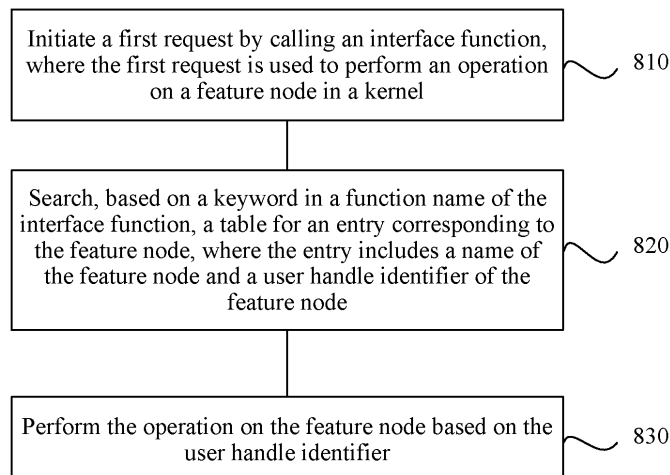 Initiate a first request by calling an interface function,
where the first request is used to perform an operation
on a feature node in a kernel
810
Search, based on a keyword in a function name of the
interface function, a table for an entry corresponding to
the feature node, where the entry includes a name of
the feature node and a user handle identifier of the
feature node
820
Perform the operation on the feature node based on the
user handle identifier
830